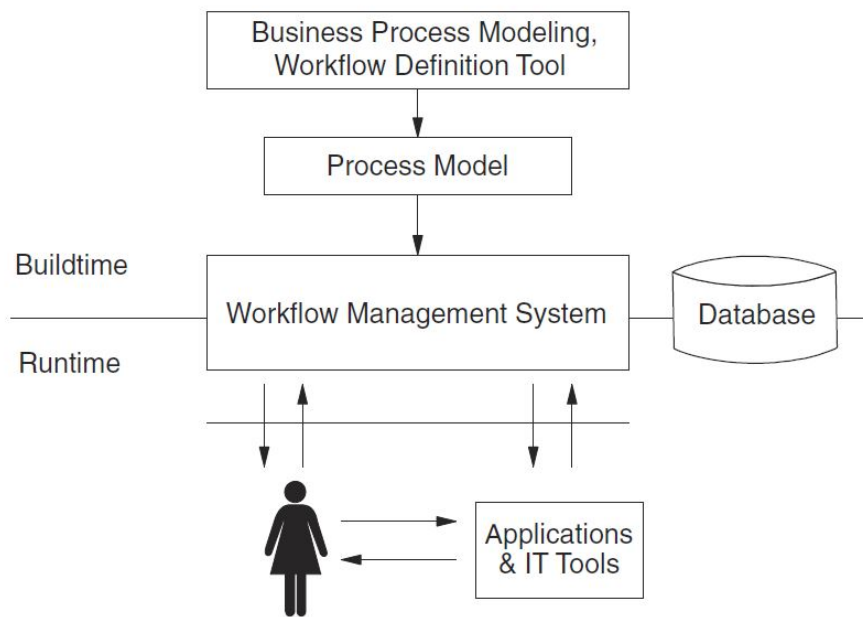 Business Process Modeling,
Workflow Definition Tool
Process Model
Buildtime
Workflow Management System
Database
Runtime
Applications
& IT Tools